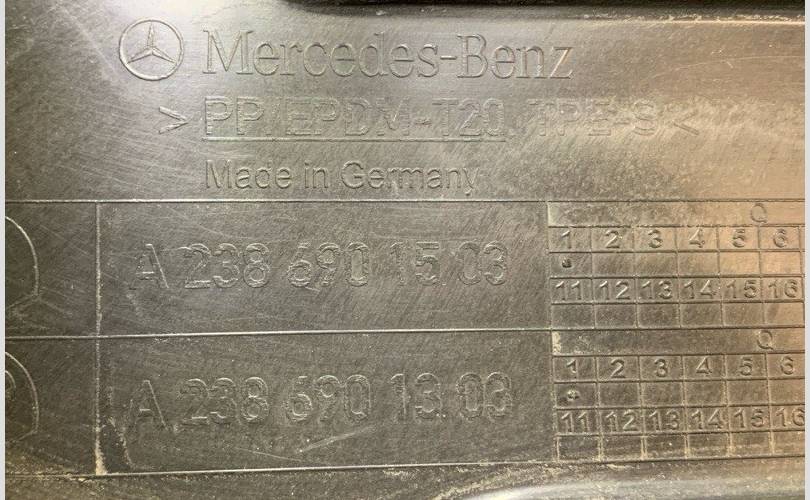 Mercedes-Benz
>PP/EPDM-T20, TPE-S<
Made in Germany
Q
A 238 690 15 03
1 2 3 4 5 6
11 12 13 14 15 16
Q
A 238 690 13 03
1 2 3 4 5 6
11 12 13 14 15 16